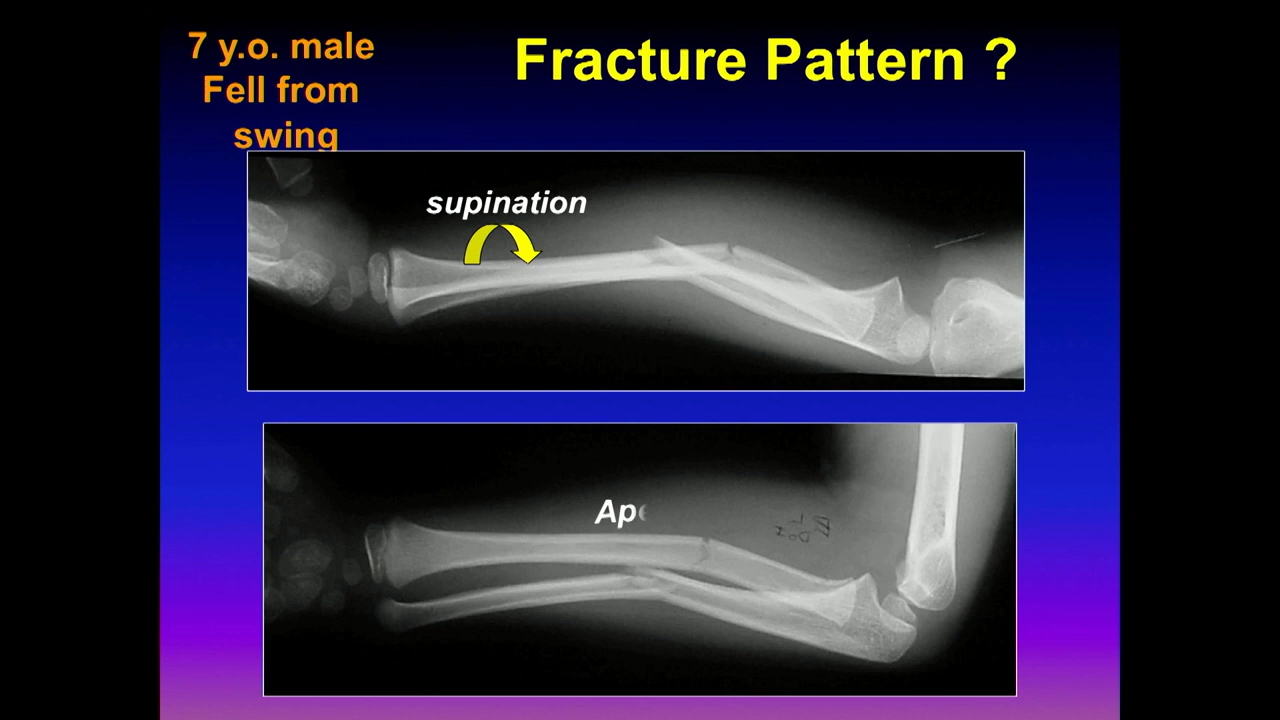 7 y.o. male
Fell from
swing
Fracture Pattern ?
supination
Ap